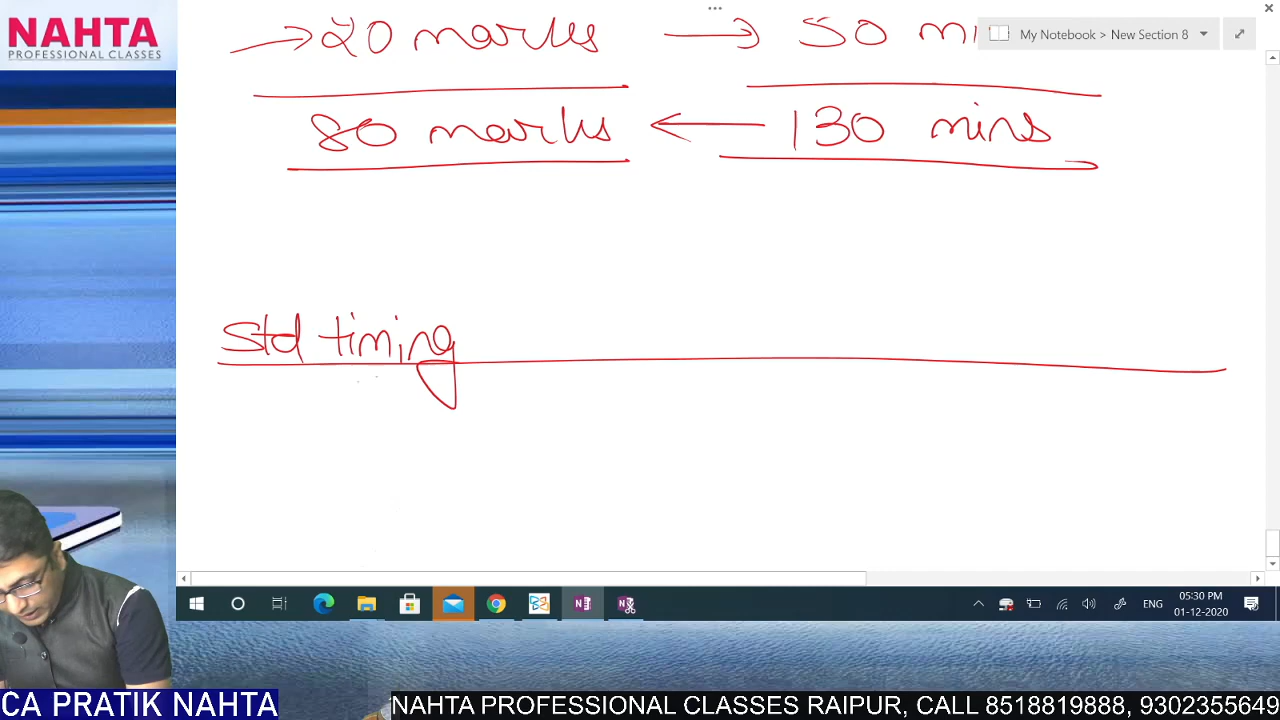 NAHTA
PROFESSIONAL CLASSES
→ 20 marks → 50 mi
My Notebook > New Section 8
80 marks ← 130 mins
Std timing
ENG
05:30 PM
01-12-2020
CA PRATIK NAHTA
NAHTA PROFESSIONAL CLASSES RAIPUR, CALL 8518819888, 9302355649